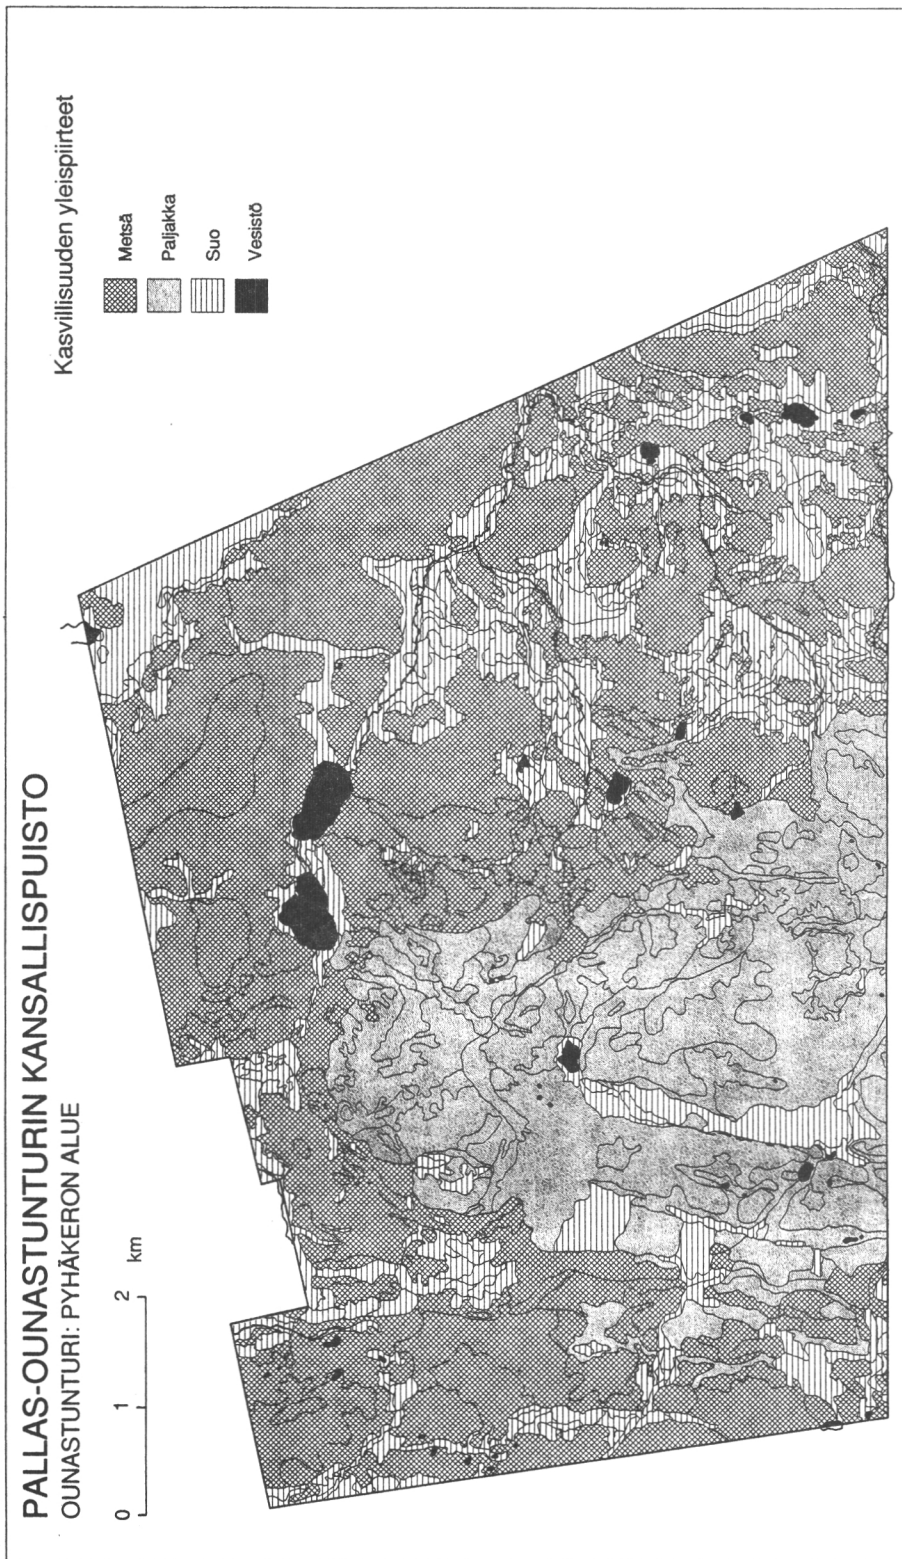 PALLAS-OUNASTUNTURIN KANSALLISPUISTO
OUNASTUNTURI: PYHÄKERON ALUE
0 1 2 km
Kasvillisuuden yleispiirteet
Metsä
Paljakka
Suo
Vesistö